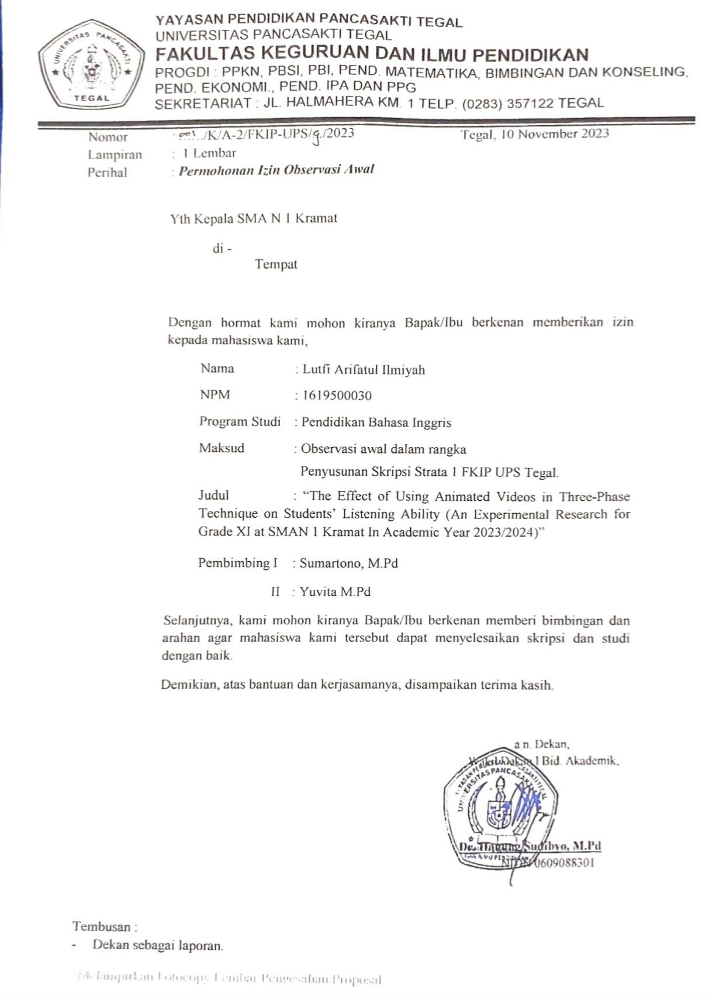 YAYASAN PENDIDIKAN PANCASAKTI TEGAL
UNIVERSITAS PANCASAKTI TEGAL
FAKULTAS KEGURUAN DAN ILMU PENDIDIKAN
PROGDI : PPKN, PBSI, PBI, PEND. MATEMATIKA, BIMBINGAN DAN KONSELING,
PEND. EKONOMI., PEND. IPA DAN PPG
SEKRETARIAT : JL. HALMAHERA KM. 1 TELP. (0283) 357122 TEGAL
UNIVERSITAS PANCASAKTI
TEGAL
Nomor : /K/A-2/FKIP-UPS/ /2023 Tegal, 10 November 2023
Lampiran : 1 Lembar
Perihal : Permohonan Izin Observasi Awal
Yth Kepala SMA N 1 Kramat
di -
Tempat
Dengan hormat kami mohon kiranya Bapak/Ibu berkenan memberikan izin
kepada mahasiswa kami,
Nama : Lutfi Arifatul Ilmiyah
NPM : 1619500030
Program Studi : Pendidikan Bahasa Inggris
Maksud : Observasi awal dalam rangka
Penyusunan Skripsi Strata 1 FKIP UPS Tegal.
Judul : “The Effect of Using Animated Videos in Three-Phase
Technique on Students’ Listening Ability (An Experimental Research for
Grade XI at SMAN 1 Kramat In Academic Year 2023/2024)”
Pembimbing I : Sumartono, M.Pd
II : Yuvita M.Pd
Selanjutnya, kami mohon kiranya Bapak/Ibu berkenan memberi bimbingan dan
arahan agar mahasiswa kami tersebut dapat menyelesaikan skripsi dan studi
dengan baik.
Demikian, atas bantuan dan kerjasamanya, disampaikan terima kasih.
a.n. Dekan,
I Bid. Akademik,
UNIVERSITAS PANCASAKTI
Sudibyo, M.Pd
NIDN 0609088301
Tembusan :
- Dekan sebagai laporan.
*Melampirkan Fotocopy Lembar Pengesahan Proposal